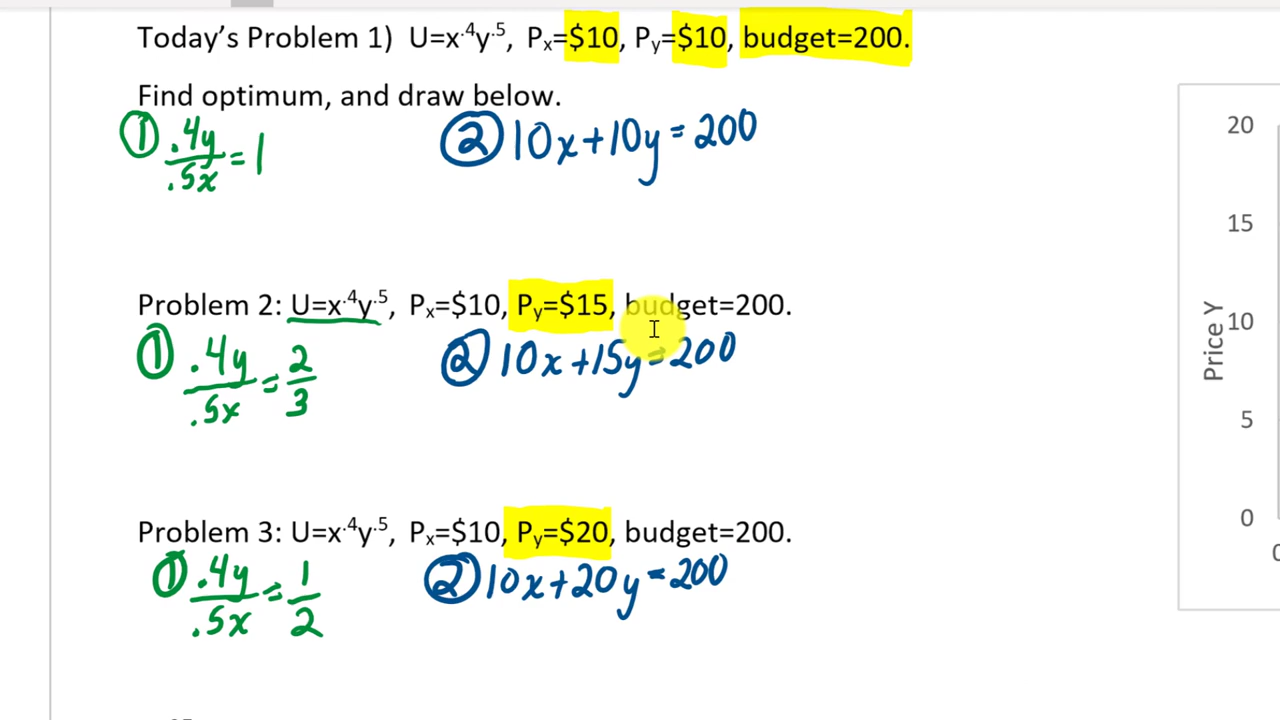 Today's Problem 1) U=x^.4y^.5, Px=$10, Py=$10, budget=200.
Find optimum, and draw below.
① .4y/.5x = 1
② 10x+10y=200
Problem 2: U=x^.4y^.5, Px=$10, Py=$15, budget=200.
① .4y/.5x = 2/3
② 10x+15y=200
Problem 3: U=x^.4y^.5, Px=$10, Py=$20, budget=200.
① .4y/.5x = 1/2
② 10x+20y=200
Price Y
20
15
10
5
0